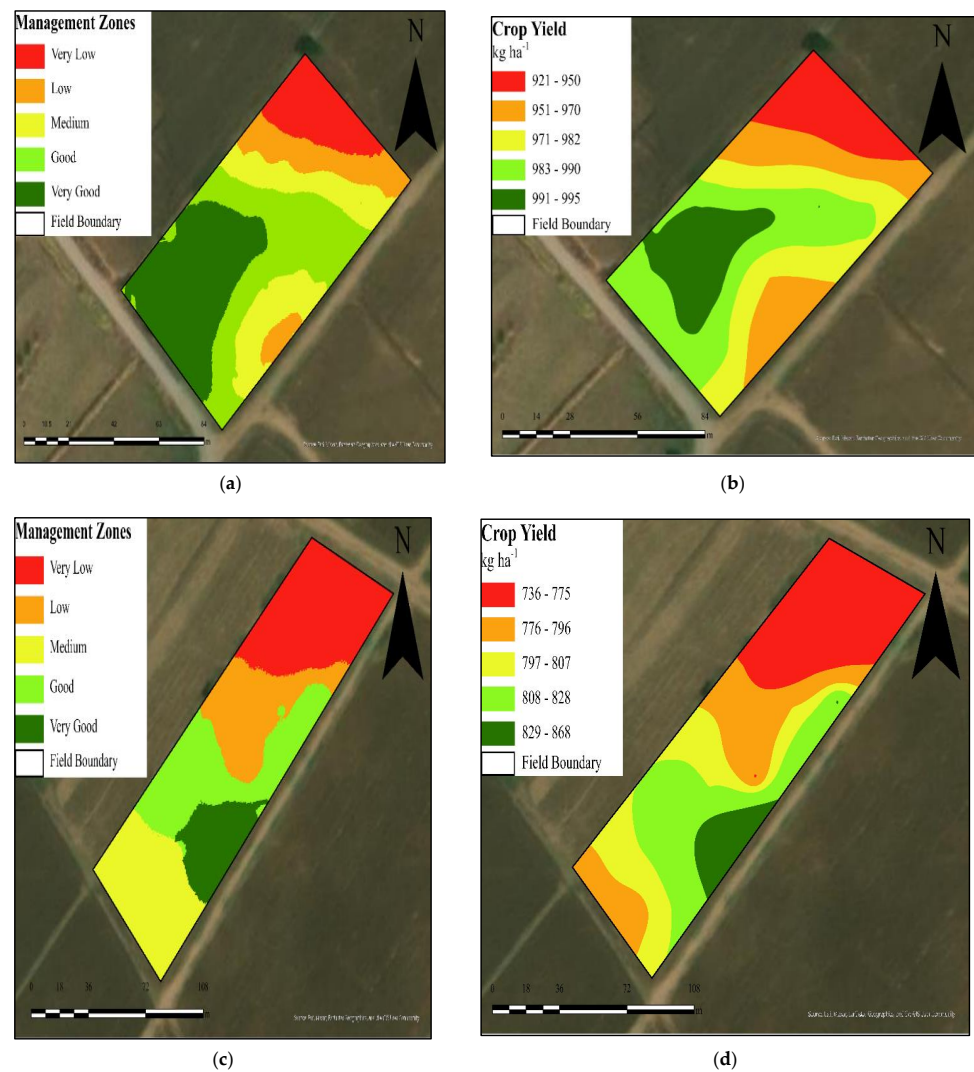 Management Zones
Very Low
Low
Medium
Good
Very Good
Field Boundary
N
84
m
(a)
Crop Yield
kg ha-1
921 - 950
951 - 970
971 - 982
983 - 990
991 - 995
Field Boundary
N
0 14 28 56 84
m
(b)
Management Zones
Very Low
Low
Medium
Good
Very Good
Field Boundary
N
0 18 36 72 108
m
(c)
Crop Yield
kg ha-1
736 - 775
776 - 796
797 - 807
808 - 828
829 - 868
Field Boundary
N
0 18 36 72 108
m
(d)